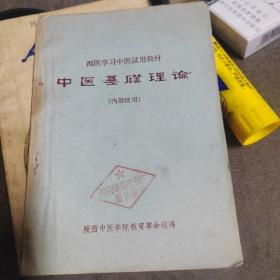 西医学习中医试用教材
中医基礎理论
(内部使用)
陕西中医学院教育革命组编